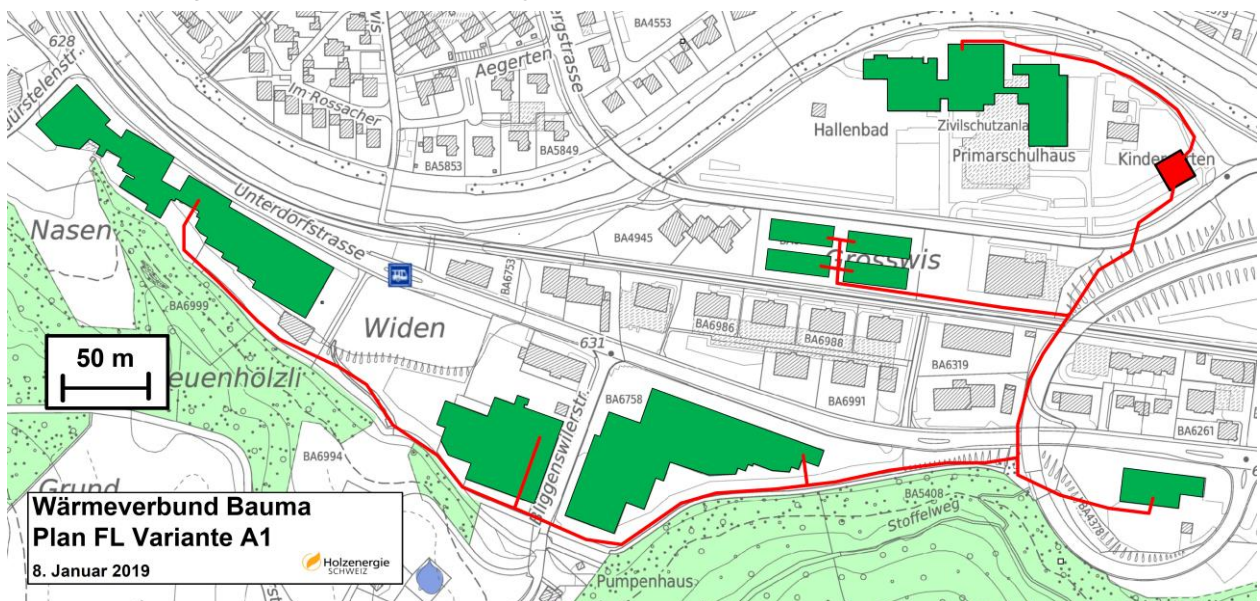 628
BA4553
Aegerten
Im Rossacher
BA5853
BA5849
Hallenbad
Zivilschutzanla
Primarschulhaus
Unterdorfstrasse
Nasen
BA4945
Grosswis
BA6753
BA6999
Widen
BA6986
BA6988
50 m
631
BA6319
BA6758
BA6991
BA6261
BA6994
Bliggenswilerstr.
Grund
BA5408
Stoffelweg
BA4378
Wärmeverbund Bauma
Plan FL Variante A1
8. Januar 2019
Holzenergie
SCHWEIZ
Pumpenhaus